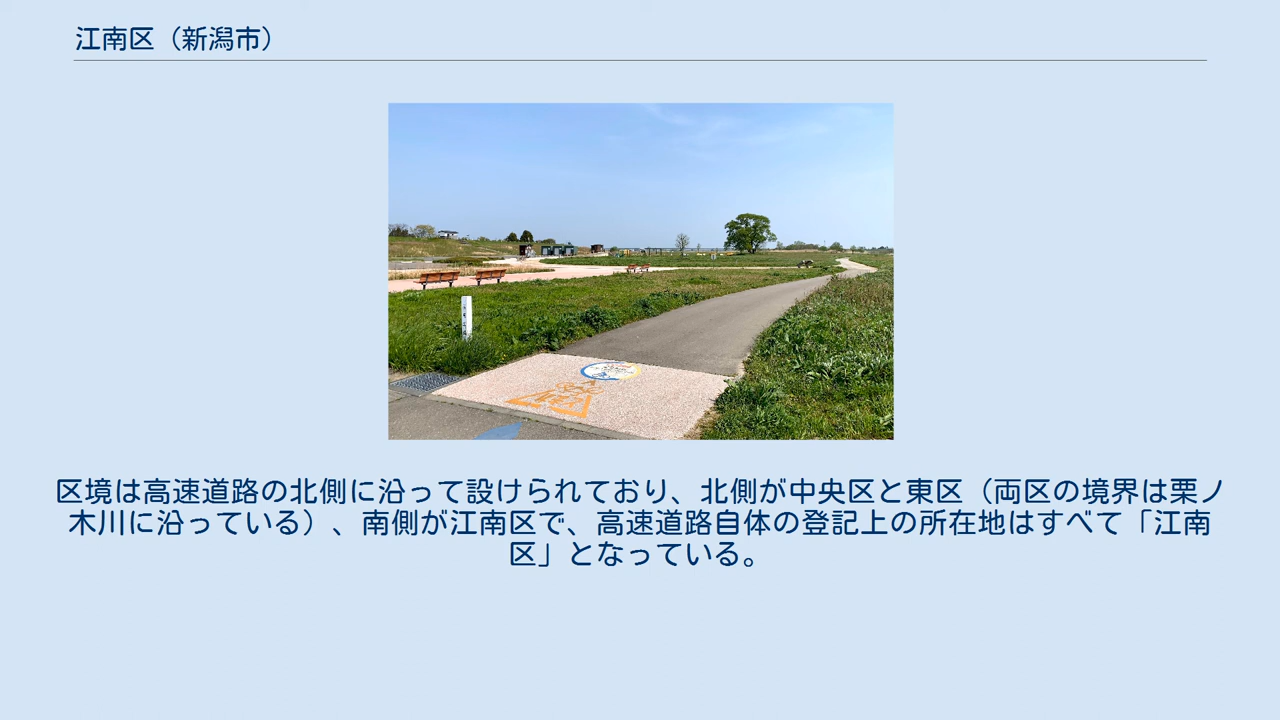 江南区（新潟市）
区境は高速道路の北側に沿って設けられており、北側が中央区と東区（両区の境界は栗ノ
木川に沿っている）、南側が江南区で、高速道路自体の登記上の所在地はすべて「江南
区」となっている。